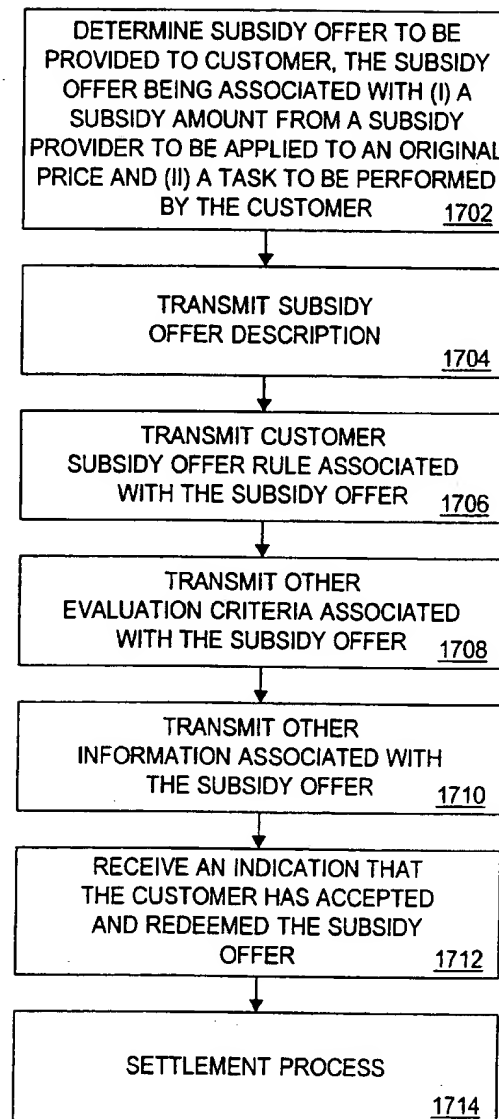 DETERMINE SUBSIDY OFFER TO BE
PROVIDED TO CUSTOMER, THE SUBSIDY
OFFER BEING ASSOCIATED WITH (I) A
SUBSIDY AMOUNT FROM A SUBSIDY
PROVIDER TO BE APPLIED TO AN ORIGINAL
PRICE AND (II) A TASK TO BE PERFORMED
BY THE CUSTOMER 1702
TRANSMIT SUBSIDY
OFFER DESCRIPTION
1704
TRANSMIT CUSTOMER
SUBSIDY OFFER RULE ASSOCIATED
WITH THE SUBSIDY OFFER
1706
TRANSMIT OTHER
EVALUATION CRITERIA ASSOCIATED
WITH THE SUBSIDY OFFER
1708
TRANSMIT OTHER
INFORMATION ASSOCIATED WITH
THE SUBSIDY OFFER
1710
RECEIVE AN INDICATION THAT
THE CUSTOMER HAS ACCEPTED
AND REDEEMED THE SUBSIDY
OFFER 1712
SETTLEMENT PROCESS
1714